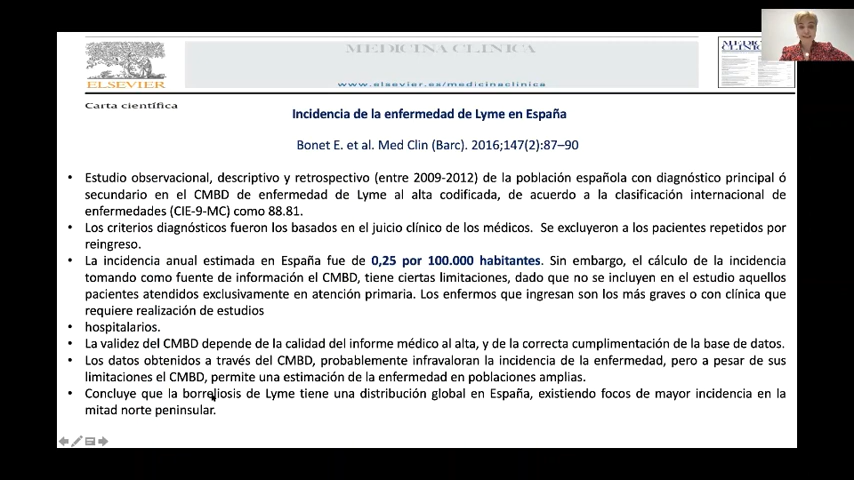 MEDICINA CLINICA
ELSEVIER
www.elsevier.es/medicinaclinica
Carta científica
Incidencia de la enfermedad de Lyme en España
Bonet E. et al. Med Clin (Barc). 2016;147(2):87–90
• Estudio observacional, descriptivo y retrospectivo (entre 2009-2012) de la población española con diagnóstico principal ó
secundario en el CMBD de enfermedad de Lyme al alta codificada, de acuerdo a la clasificación internacional de
enfermedades (CIE-9-MC) como 88.81.
• Los criterios diagnósticos fueron los basados en el juicio clínico de los médicos. Se excluyeron a los pacientes repetidos por
reingreso.
• La incidencia anual estimada en España fue de 0,25 por 100.000 habitantes. Sin embargo, el cálculo de la incidencia
tomando como fuente de información el CMBD, tiene ciertas limitaciones, dado que no se incluyen en el estudio aquellos
pacientes atendidos exclusivamente en atención primaria. Los enfermos que ingresan son los más graves o con clínica que
requiere realización de estudios
• hospitalarios.
• La validez del CMBD depende de la calidad del informe médico al alta, y de la correcta cumplimentación de la base de datos.
• Los datos obtenidos a través del CMBD, probablemente infravaloran la incidencia de la enfermedad, pero a pesar de sus
limitaciones el CMBD, permite una estimación de la enfermedad en poblaciones amplias.
• Concluye que la borreliosis de Lyme tiene una distribución global en España, existiendo focos de mayor incidencia en la
mitad norte peninsular.